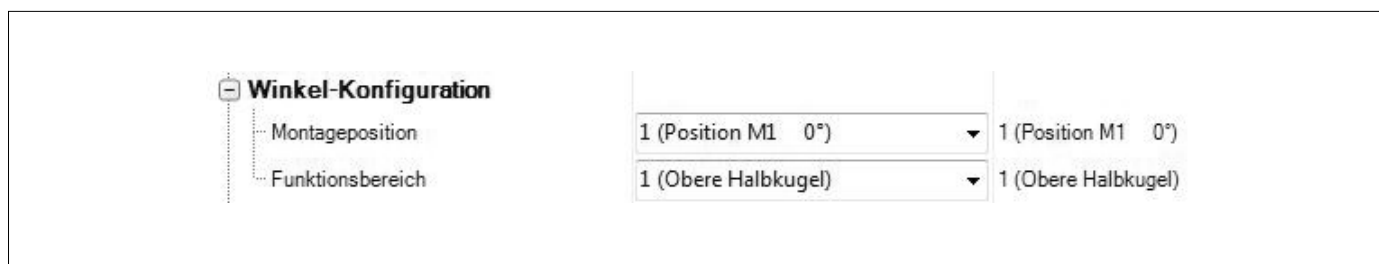 Winkel-Konfiguration
Montageposition 1 (Position M1 0°) 1 (Position M1 0°)
Funktionsbereich 1 (Obere Halbkugel) 1 (Obere Halbkugel)